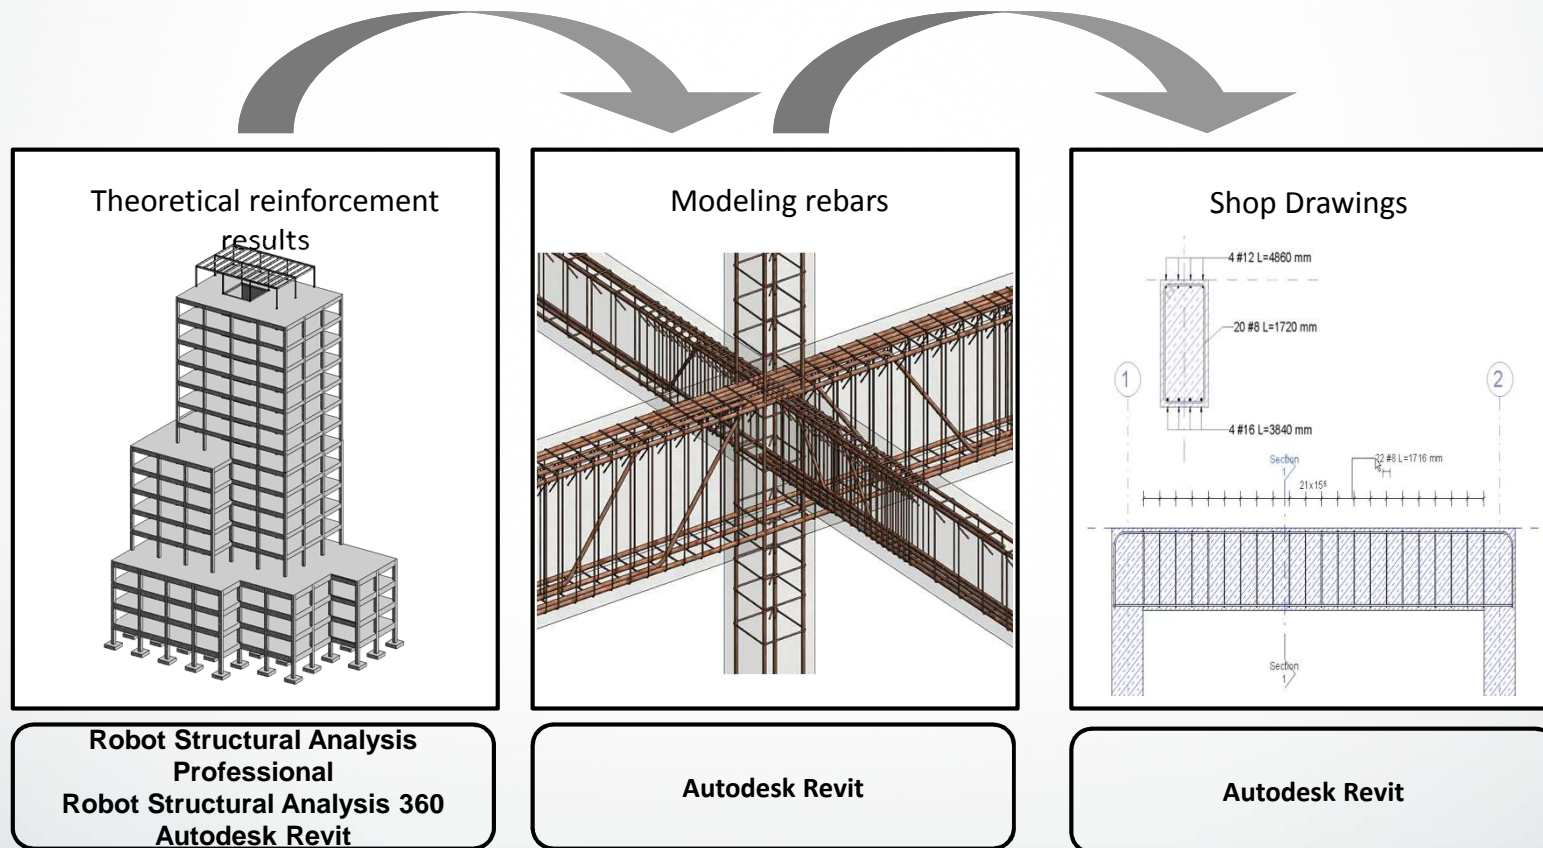 Theoretical reinforcement
results
Robot Structural Analysis
Professional
Robot Structural Analysis 360
Autodesk Revit
Modeling rebars
Autodesk Revit
Shop Drawings
4 #12 L=4860 mm
20 #8 L=1720 mm
1
2
4 #16 L=3840 mm
Section
1
22 #8 L=1716 mm
21x15⁵
Section
1
Autodesk Revit